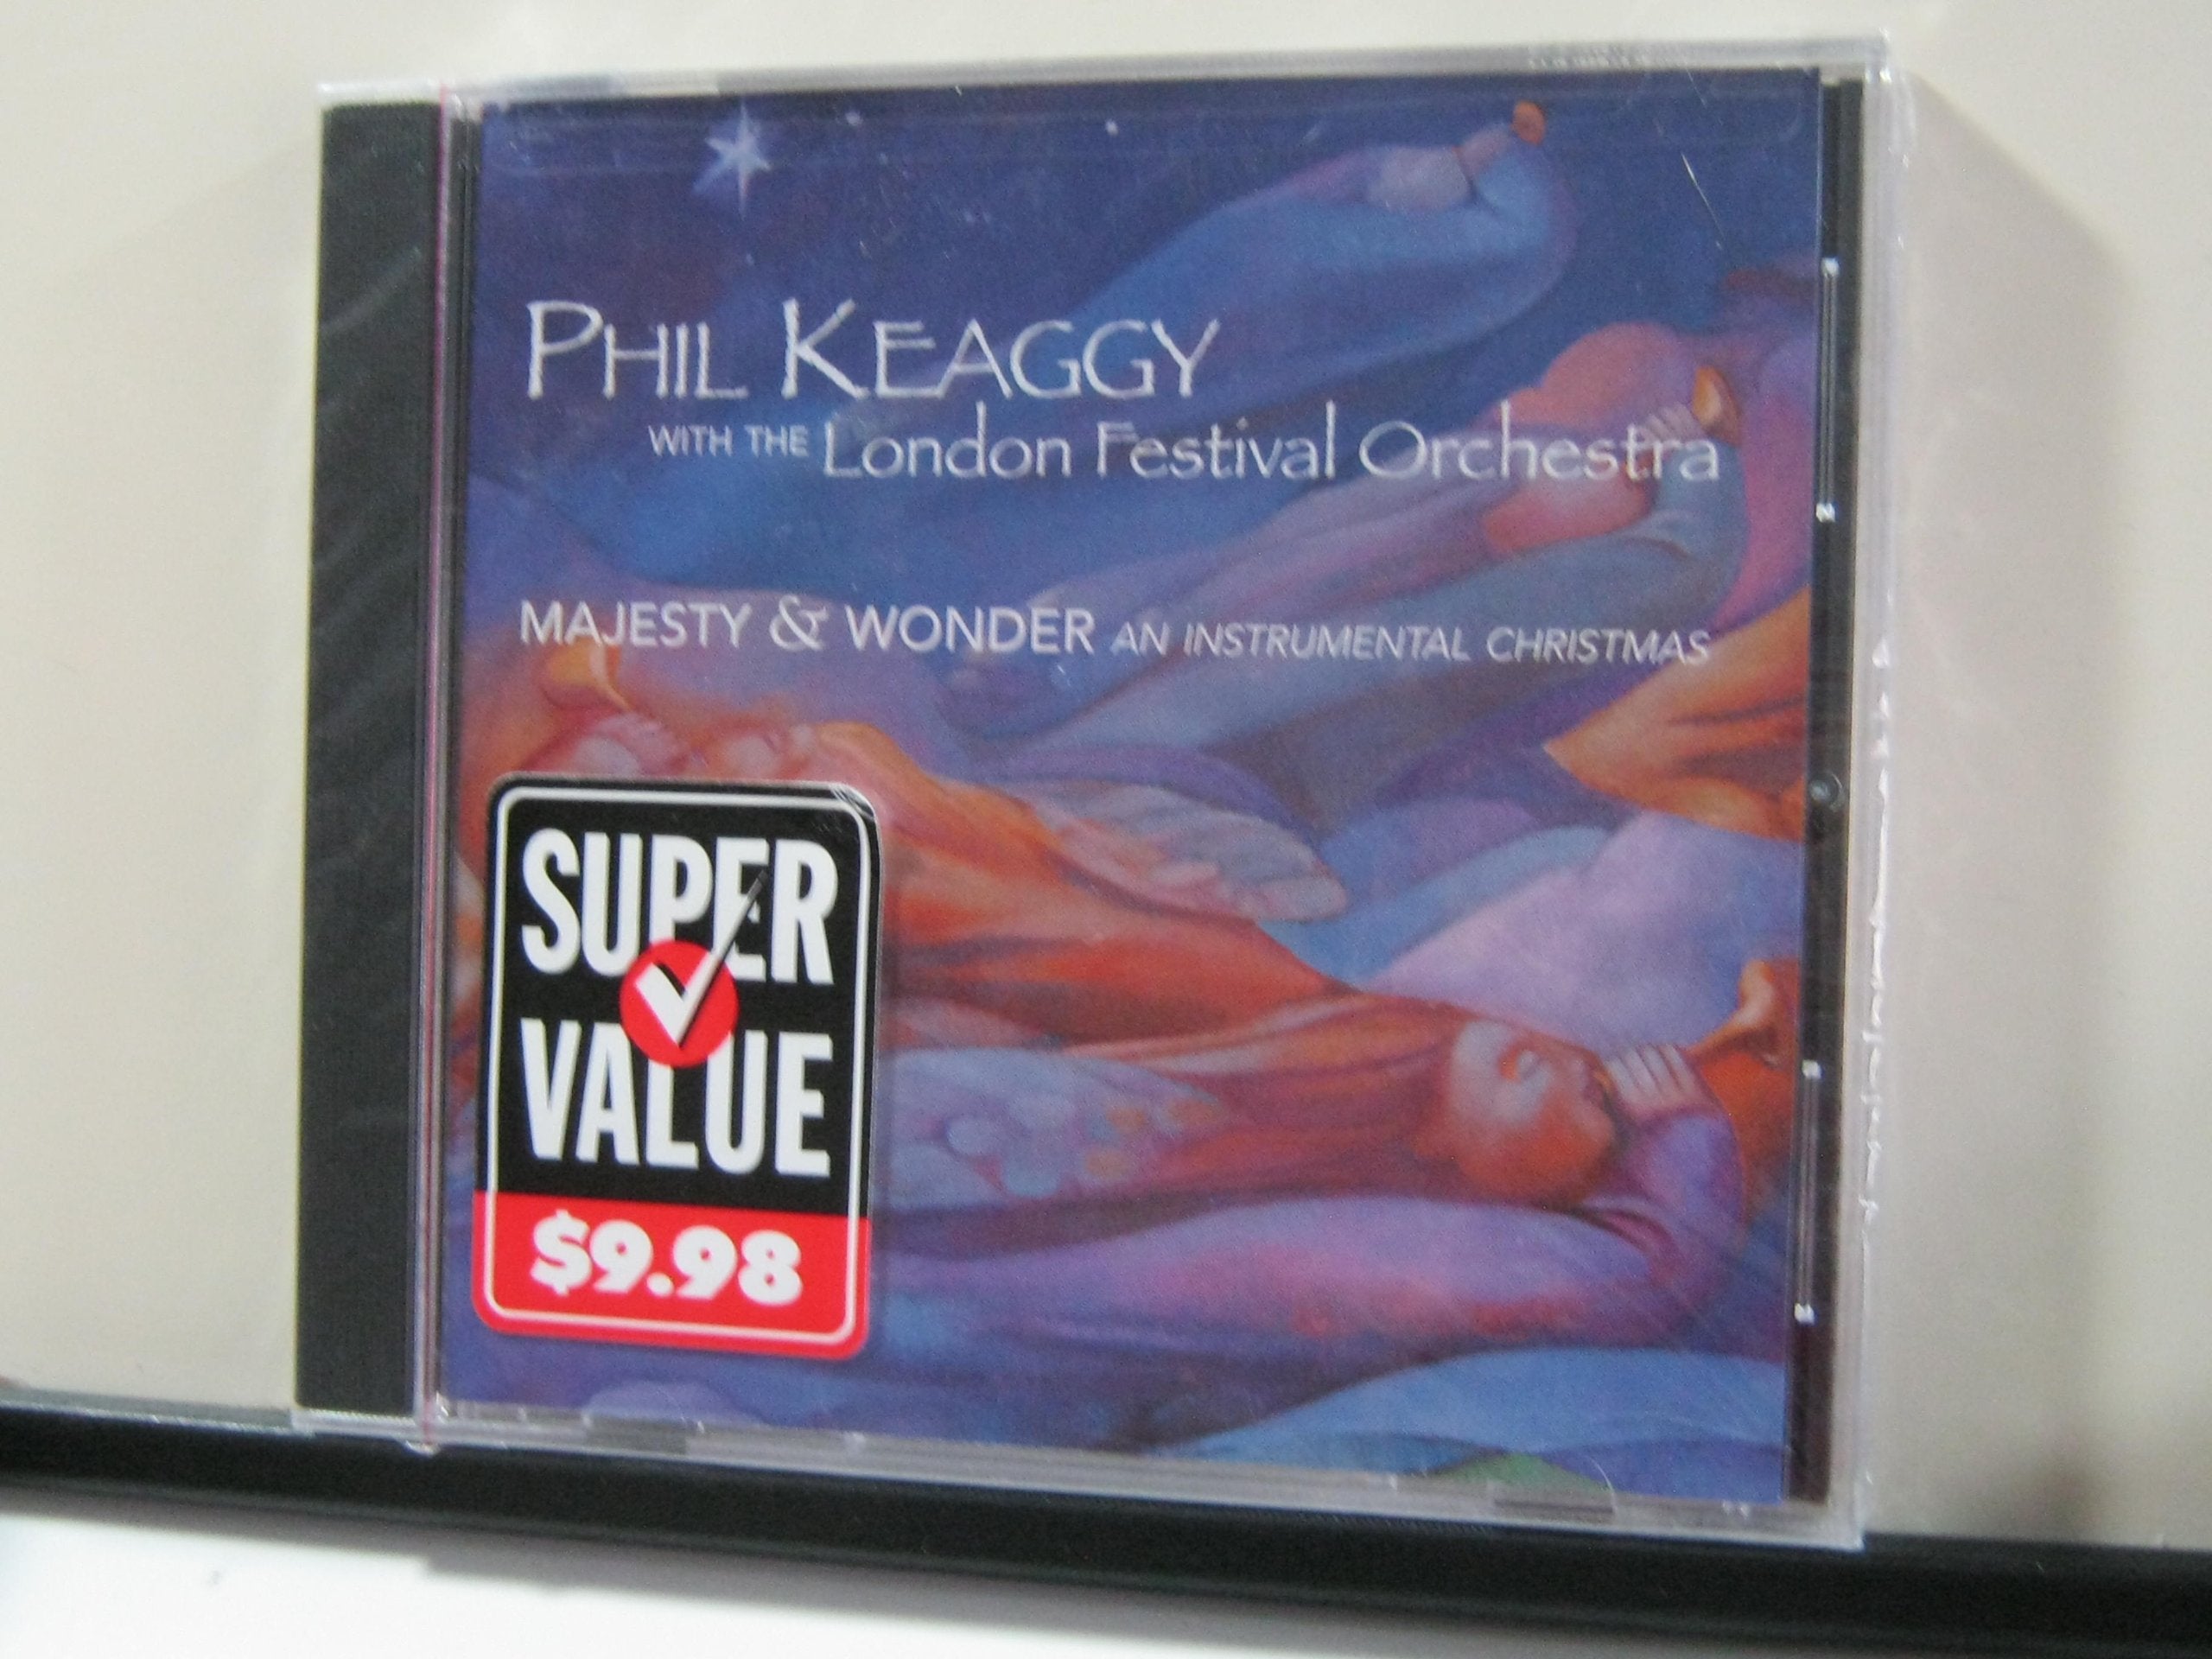 PHIL KEAGGY
WITH THE London Festival Orchestra
MAJESTY & WONDER AN INSTRUMENTAL CHRISTMAS
SUPER
VALUE
$9.98